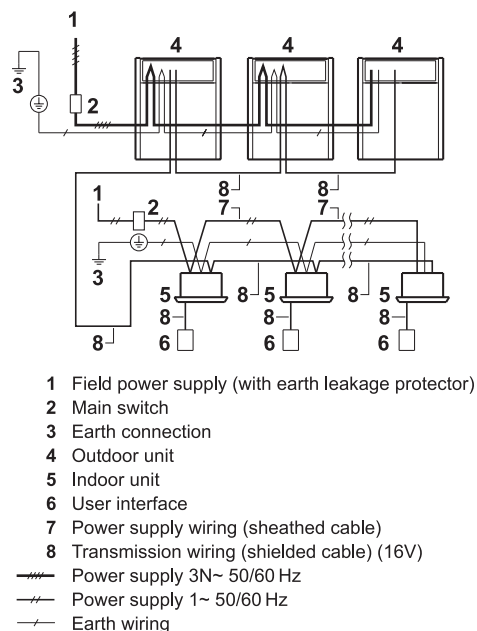 1
4
4
4
3
2
8
8
1
2
7
7
3
5
8
5
8
5
8
8
8
8
6
6
6
1 Field power supply (with earth leakage protector)
2 Main switch
3 Earth connection
4 Outdoor unit
5 Indoor unit
6 User interface
7 Power supply wiring (sheathed cable)
8 Transmission wiring (shielded cable) (16V)
Power supply 3N~ 50/60 Hz
Power supply 1~ 50/60 Hz
Earth wiring